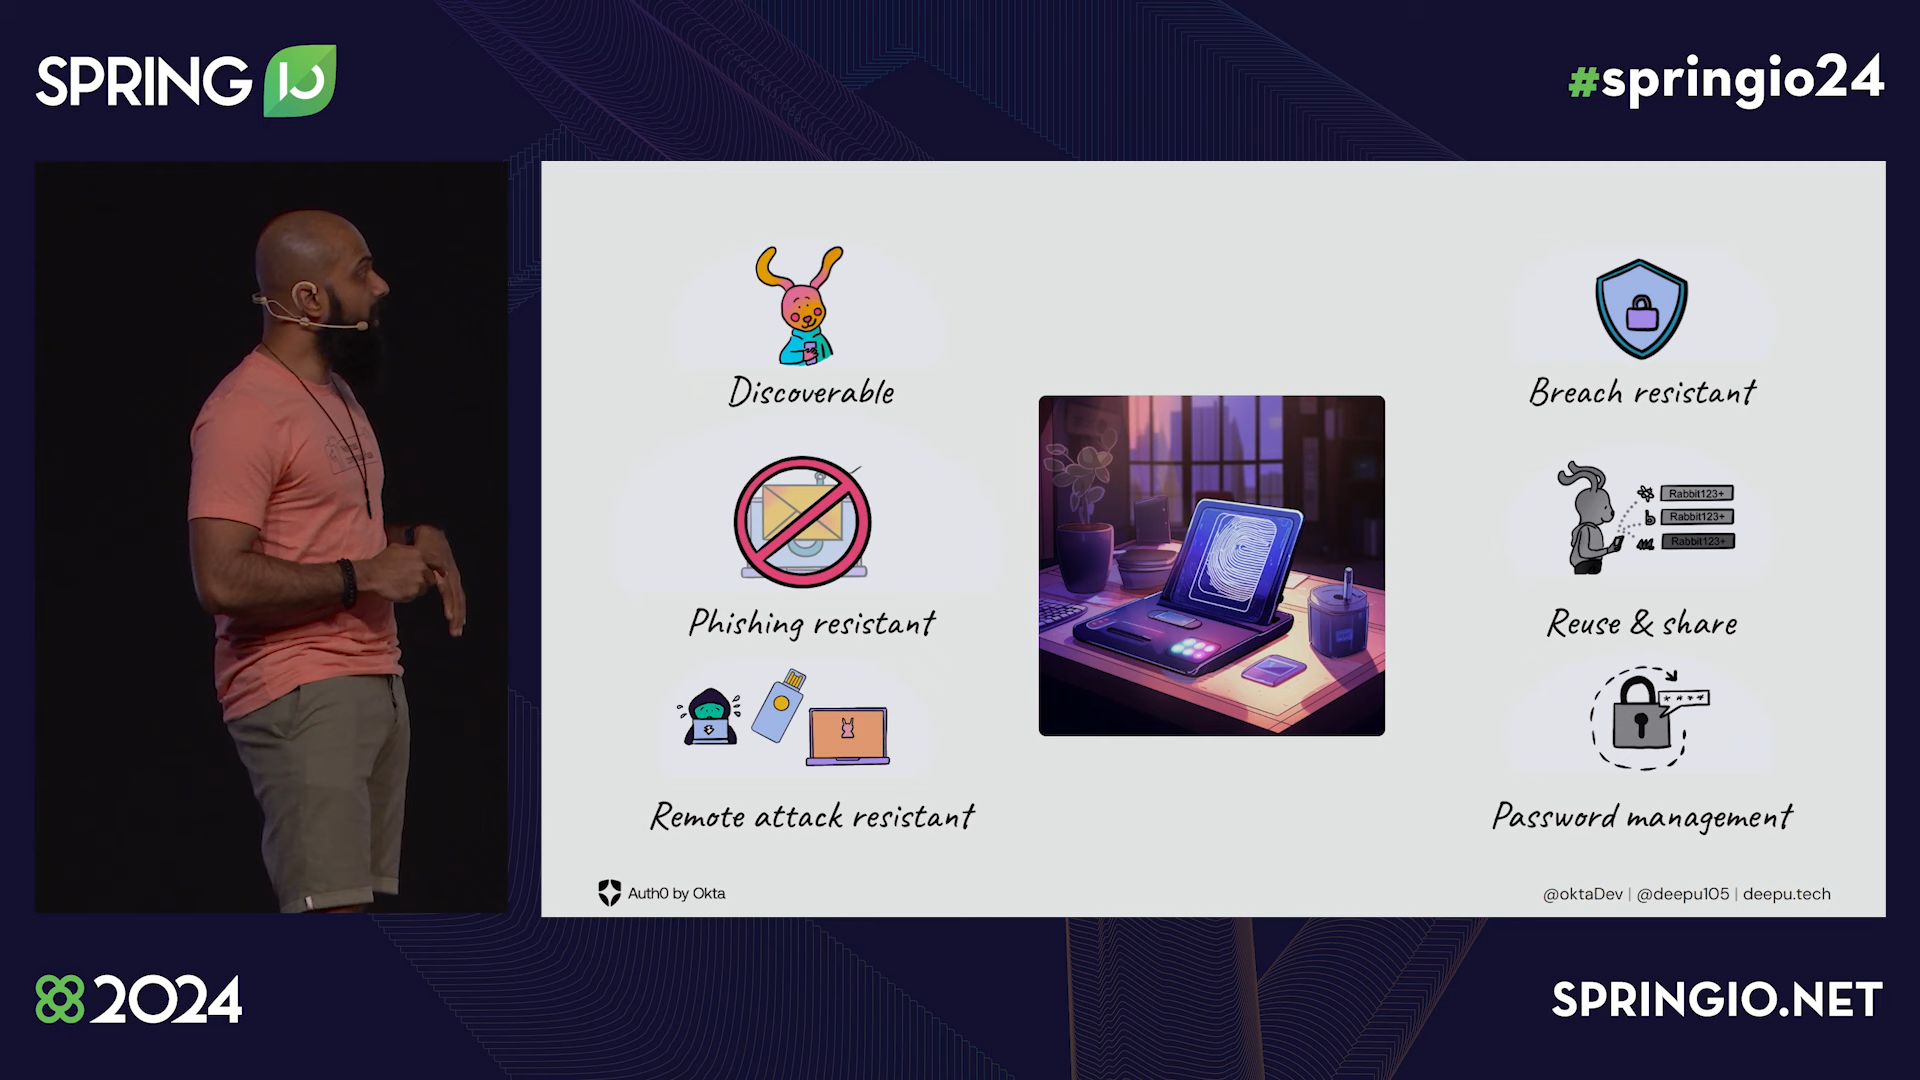 SPRING IO
#springio24
Discoverable
Breach resistant
Rabbit123+
b Rabbit123+
Rabbit123+
Phishing resistant
Reuse & share
****
Remote attack resistant
Password management
Auth0 by Okta
@oktaDev | @deepu105 | deepu.tech
2024
SPRINGIO.NET